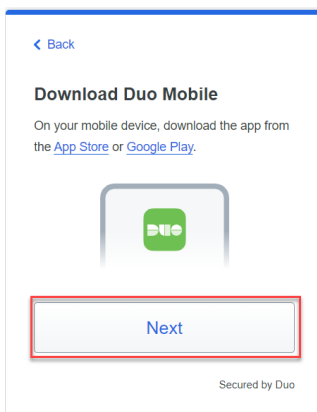 Back
Download Duo Mobile
On your mobile device, download the app from
the App Store or Google Play.
DUO
Next
Secured by Duo